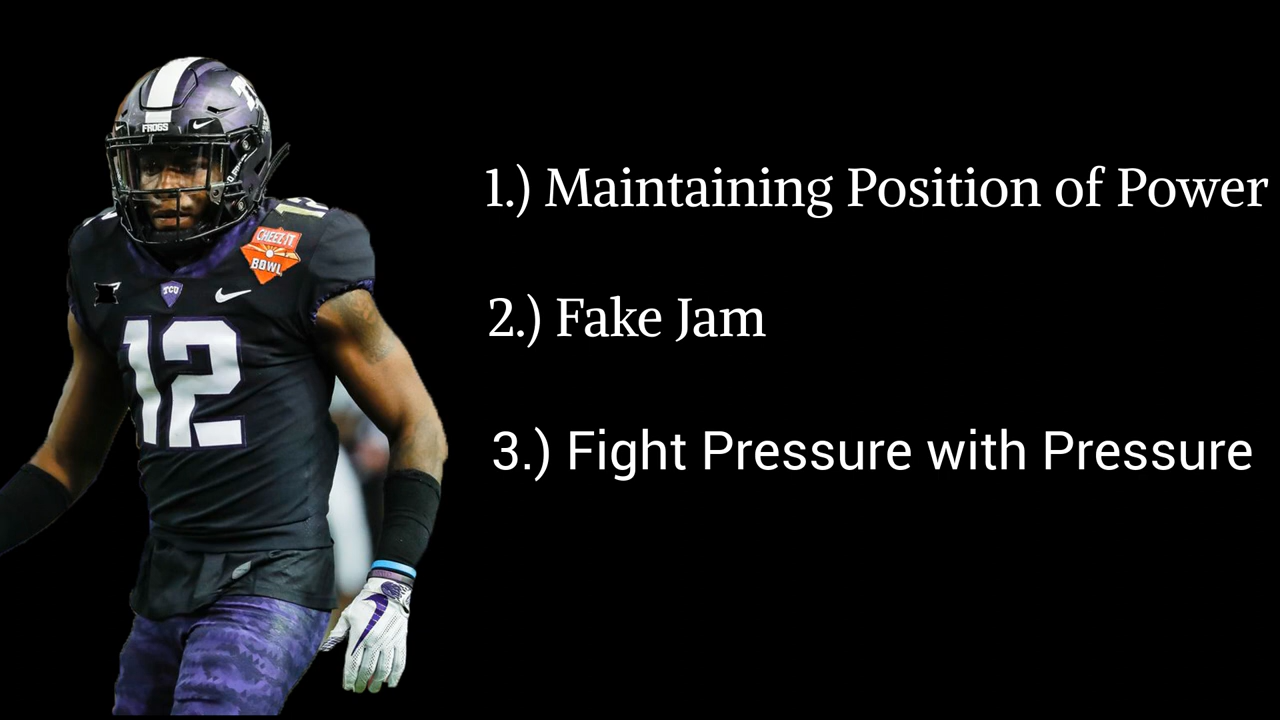 FROGS
12
CHEEZ-IT
BOWL
TCU
12
1.) Maintaining Position of Power
2.) Fake Jam
3.) Fight Pressure with Pressure